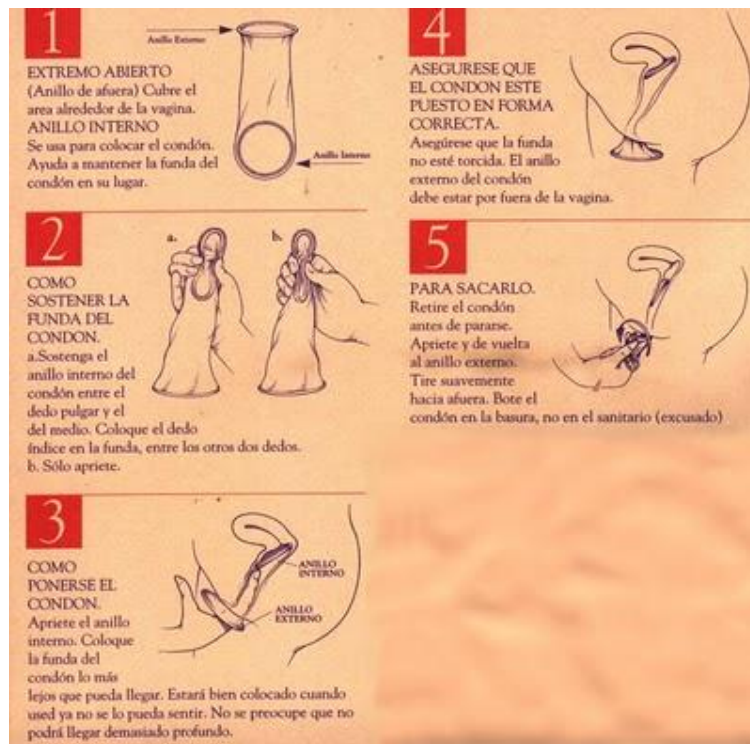 1
Anillo Externo
EXTREMO ABIERTO
(Anillo de afuera) Cubre el
area alrededor de la vagina.
ANILLO INTERNO
Se usa para colocar el condón.
Ayuda a mantener la funda del
condón en su lugar.
Anillo Interno
2
a.
b.
COMO
SOSTENER LA
FUNDA DEL
CONDON.
a.Sostenga el
anillo interno del
condón entre el
dedo pulgar y el
del medio. Coloque el dedo
índice en la funda, entre los otros dos dedos.
b. Sólo apriete.
3
COMO
PONERSE EL
CONDON.
Apriete el anillo
interno. Coloque
la funda del
condón lo más
lejos que pueda llegar. Estará bien colocado cuando
used ya no se lo pueda sentir. No se preocupe que no
podrá llegar demasiado profundo.
ANILLO
INTERNO
ANILLO
EXTERNO
4
ASEGURESE QUE
EL CONDON ESTE
PUESTO EN FORMA
CORRECTA.
Asegúrese que la funda
no esté torcida. El anillo
externo del condón
debe estar por fuera de la vagina.
5
PARA SACARLO.
Retire el condón
antes de pararse.
Apriete y de vuelta
al anillo externo.
Tire suavemente
hacia afuera. Bote el
condón en la basura, no en el sanitario (excusado)